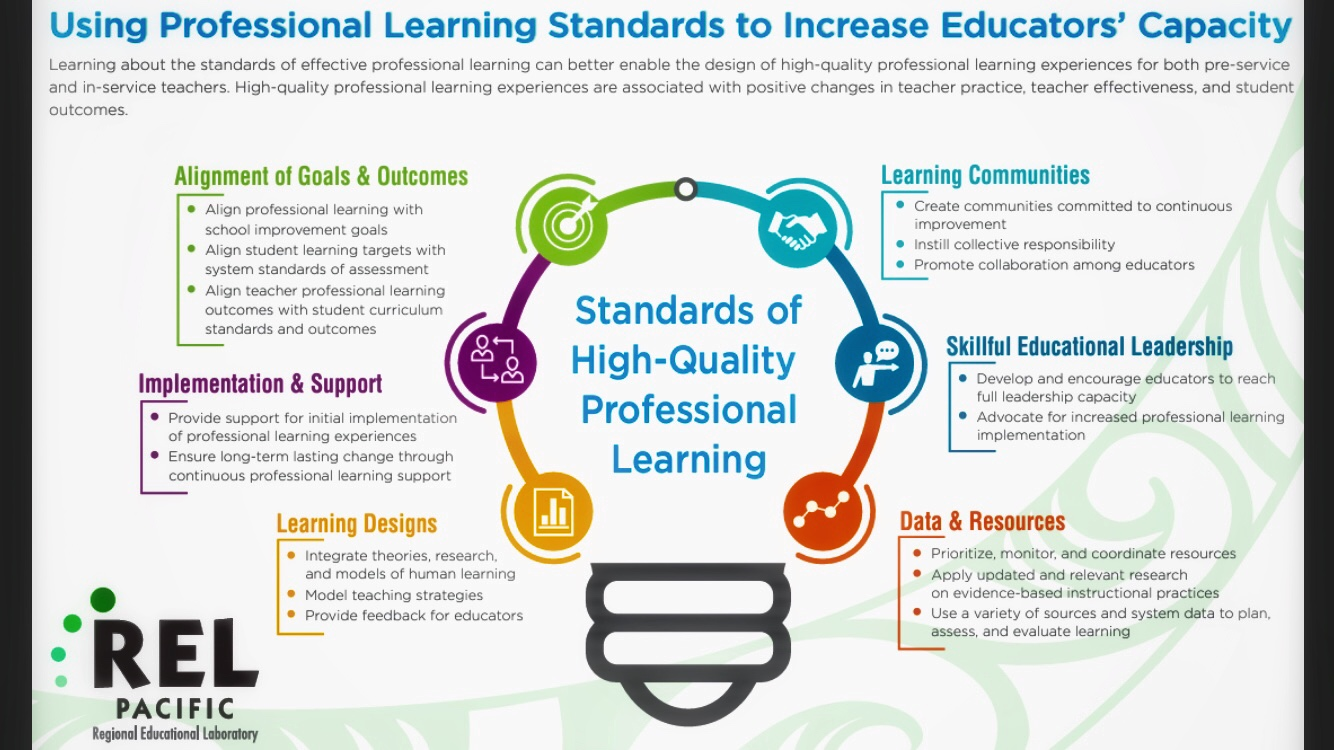 Using Professional Learning Standards to Increase Educators' Capacity
Learning about the standards of effective professional learning can better enable the design of high-quality professional learning experiences for both pre-service
and in-service teachers. High-quality professional learning experiences are associated with positive changes in teacher practice, teacher effectiveness, and student
outcomes.
Alignment of Goals & Outcomes
• Align professional learning with
school improvement goals
• Align student learning targets with
system standards of assessment
• Align teacher professional learning
outcomes with student curriculum
standards and outcomes
Implementation & Support
• Provide support for initial implementation
of professional learning experiences
• Ensure long-term lasting change through
continuous professional learning support
Learning Designs
• Integrate theories, research,
and models of human learning
• Model teaching strategies
• Provide feedback for educators
Standards of
High-Quality
Professional
Learning
Learning Communities
• Create communities committed to continuous
improvement
• Instill collective responsibility
• Promote collaboration among educators
Skillful Educational Leadership
• Develop and encourage educators to reach
full leadership capacity
• Advocate for increased professional learning
implementation
Data & Resources
• Prioritize, monitor, and coordinate resources
• Apply updated and relevant research
on evidence-based instructional practices
• Use a variety of sources and system data to plan,
assess, and evaluate learning
REL
PACIFIC
Regional Educational Laboratory